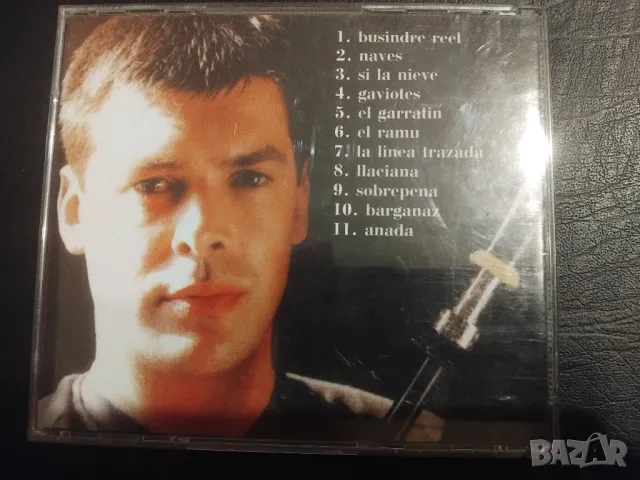 1. busindre reel
2. naves
3. si la nieve
4. gaviotes
5. el garratin
6. el ramu
7. la linea trazada
8. llaciana
9. sobrepena
10. barganaz
11. anada
BAZAR